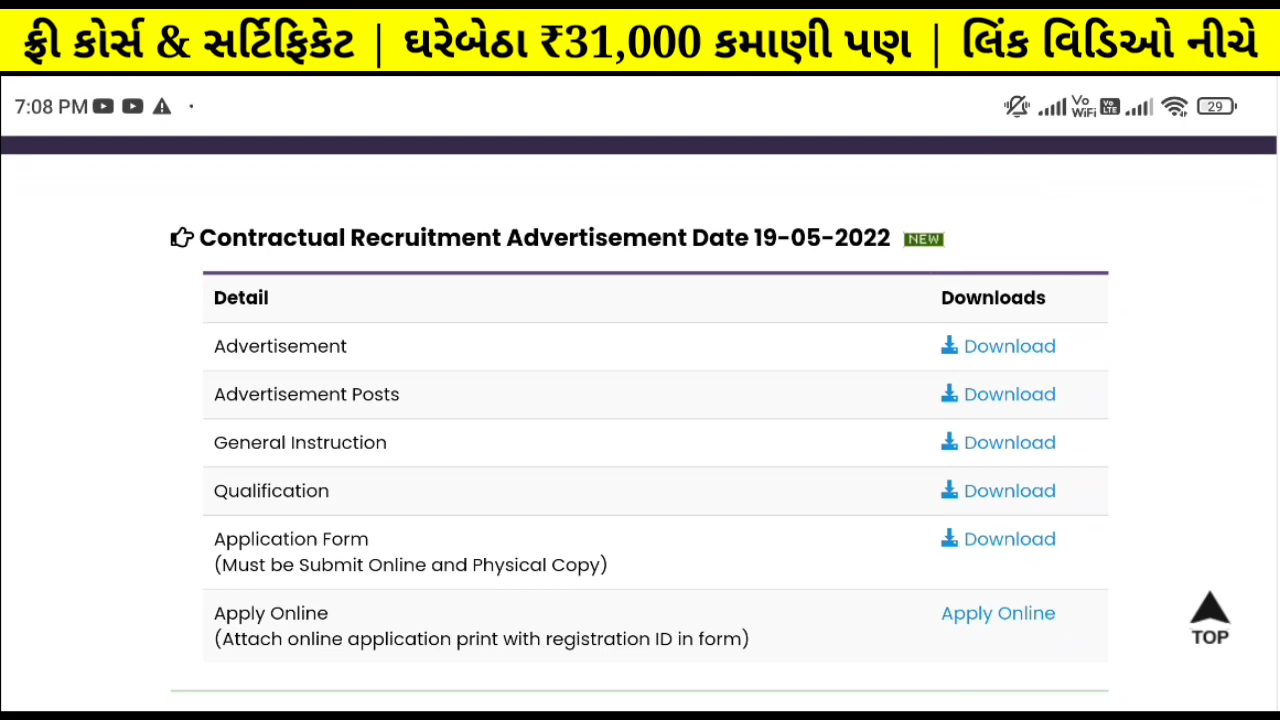 ફ્રી કોર્સ & સર્ટિફિકેટ | ઘરેબેઠા ₹31,000 કમાણી પણ | લિંક વિડિઓ નીચે
7:08 PM
Vo WiFi
Vo LTE
29
Contractual Recruitment Advertisement Date 19-05-2022 NEW
Detail Downloads
Advertisement Download
Advertisement Posts Download
General Instruction Download
Qualification Download
Application Form Download
(Must be Submit Online and Physical Copy)
Apply Online Apply Online
(Attach online application print with registration ID in form)
TOP